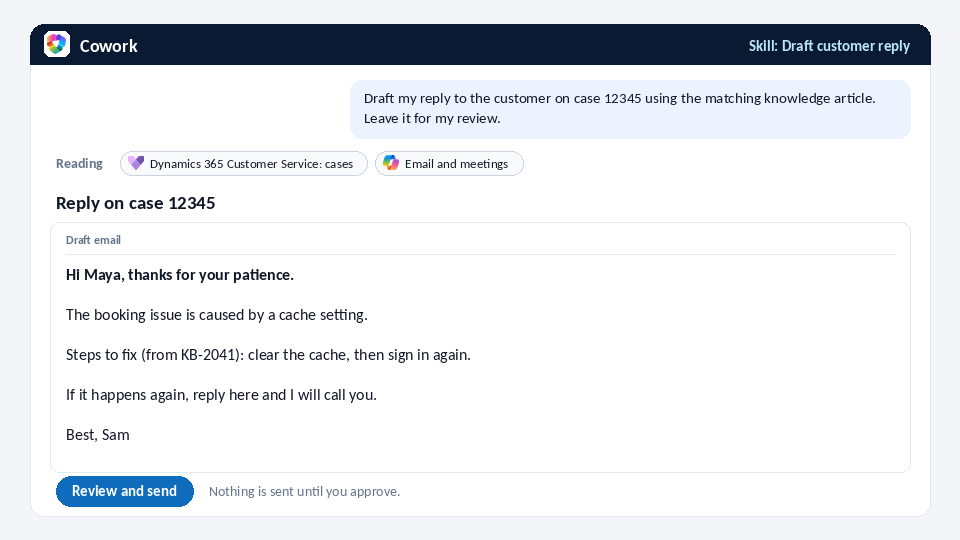 Cowork
Skill: Draft customer reply
Draft my reply to the customer on case 12345 using the matching knowledge article.
Leave it for my review.
Reading
Dynamics 365 Customer Service: cases
Email and meetings
Reply on case 12345
Draft email
Hi Maya, thanks for your patience.
The booking issue is caused by a cache setting.
Steps to fix (from KB-2041): clear the cache, then sign in again.
If it happens again, reply here and I will call you.
Best, Sam
Review and send
Nothing is sent until you approve.